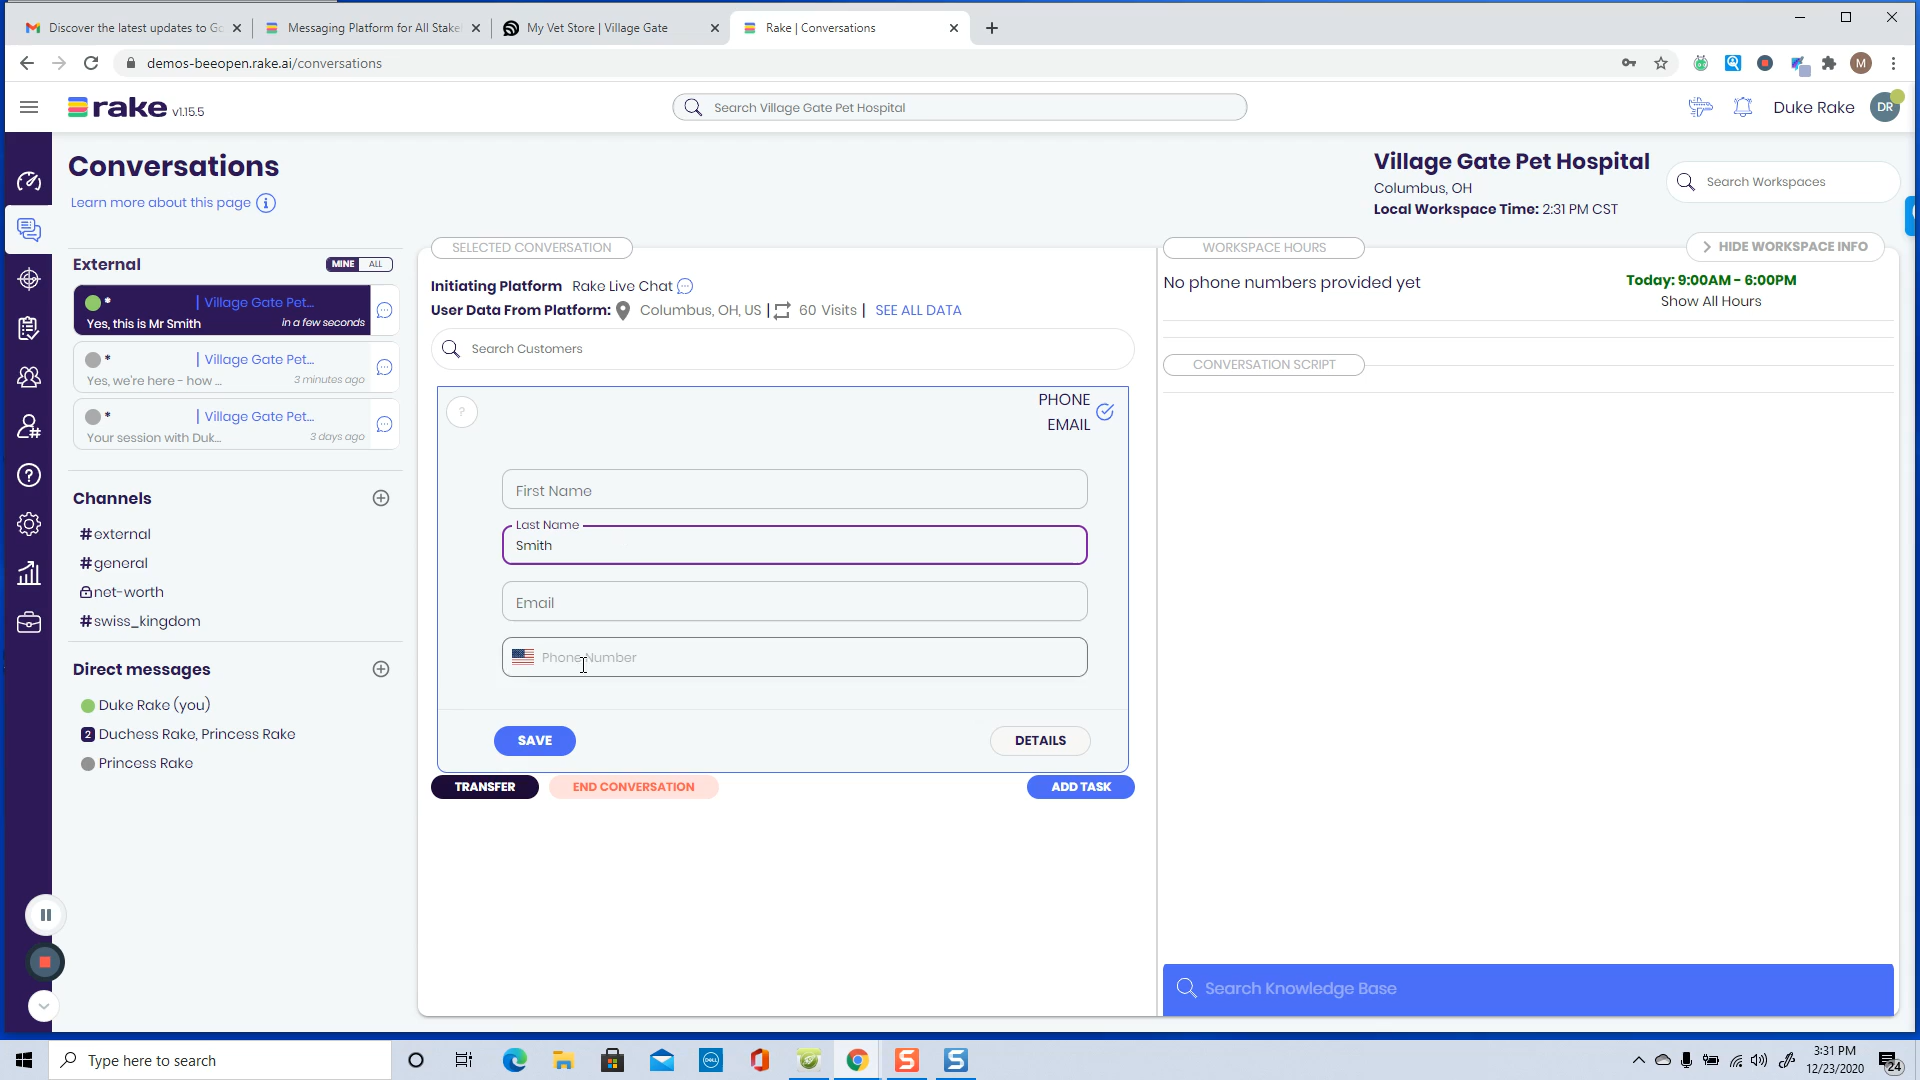 Discover the latest updates to Go
Messaging Platform for All Stake
My Vet Store | Village Gate
Rake | Conversations
demos-beeopen.rake.ai/conversations
M
rake v1.15.5
Search Village Gate Pet Hospital
Duke Rake
DR
Conversations
Learn more about this page
Village Gate Pet Hospital
Columbus, OH
Local Workspace Time: 2:31 PM CST
Search Workspaces
External
MINE ALL
* | Village Gate Pet...
Yes, this is Mr Smith in a few seconds
* | Village Gate Pet...
Yes, we're here - how ... 3 minutes ago
* | Village Gate Pet...
Your session with Duk... 3 days ago
Channels
#external
#general
net-worth
#swiss_kingdom
Direct messages
Duke Rake (you)
2 Duchess Rake, Princess Rake
Princess Rake
SELECTED CONVERSATION
Initiating Platform Rake Live Chat
User Data From Platform: Columbus, OH, US | 60 Visits | SEE ALL DATA
Search Customers
?
PHONE
EMAIL
First Name
Last Name
Smith
Email
Phone Number
SAVE
DETAILS
TRANSFER
END CONVERSATION
ADD TASK
WORKSPACE HOURS
HIDE WORKSPACE INFO
No phone numbers provided yet
Today: 9:00AM - 6:00PM
Show All Hours
CONVERSATION SCRIPT
Search Knowledge Base
Type here to search
DELL
S
S
3:31 PM
12/23/2020
24